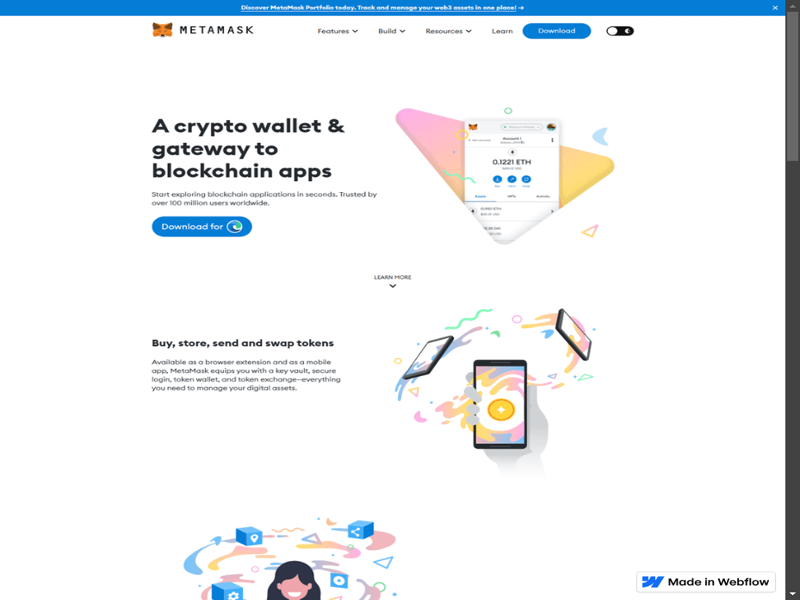 Discover MetaMask Portfolio today. Track and manage your web3 assets in one place! →
METAMASK
Features
Build
Resources
Learn
Download
A crypto wallet &
gateway to
blockchain apps
Start exploring blockchain applications in seconds. Trusted by
over 100 million users worldwide.
Download for
Account 1
0.1221 ETH
LEARN MORE
Buy, store, send and swap tokens
Available as a browser extension and as a mobile
app, MetaMask equips you with a key vault, secure
login, token wallet, and token exchange—everything
you need to manage your digital assets.
Made in Webflow